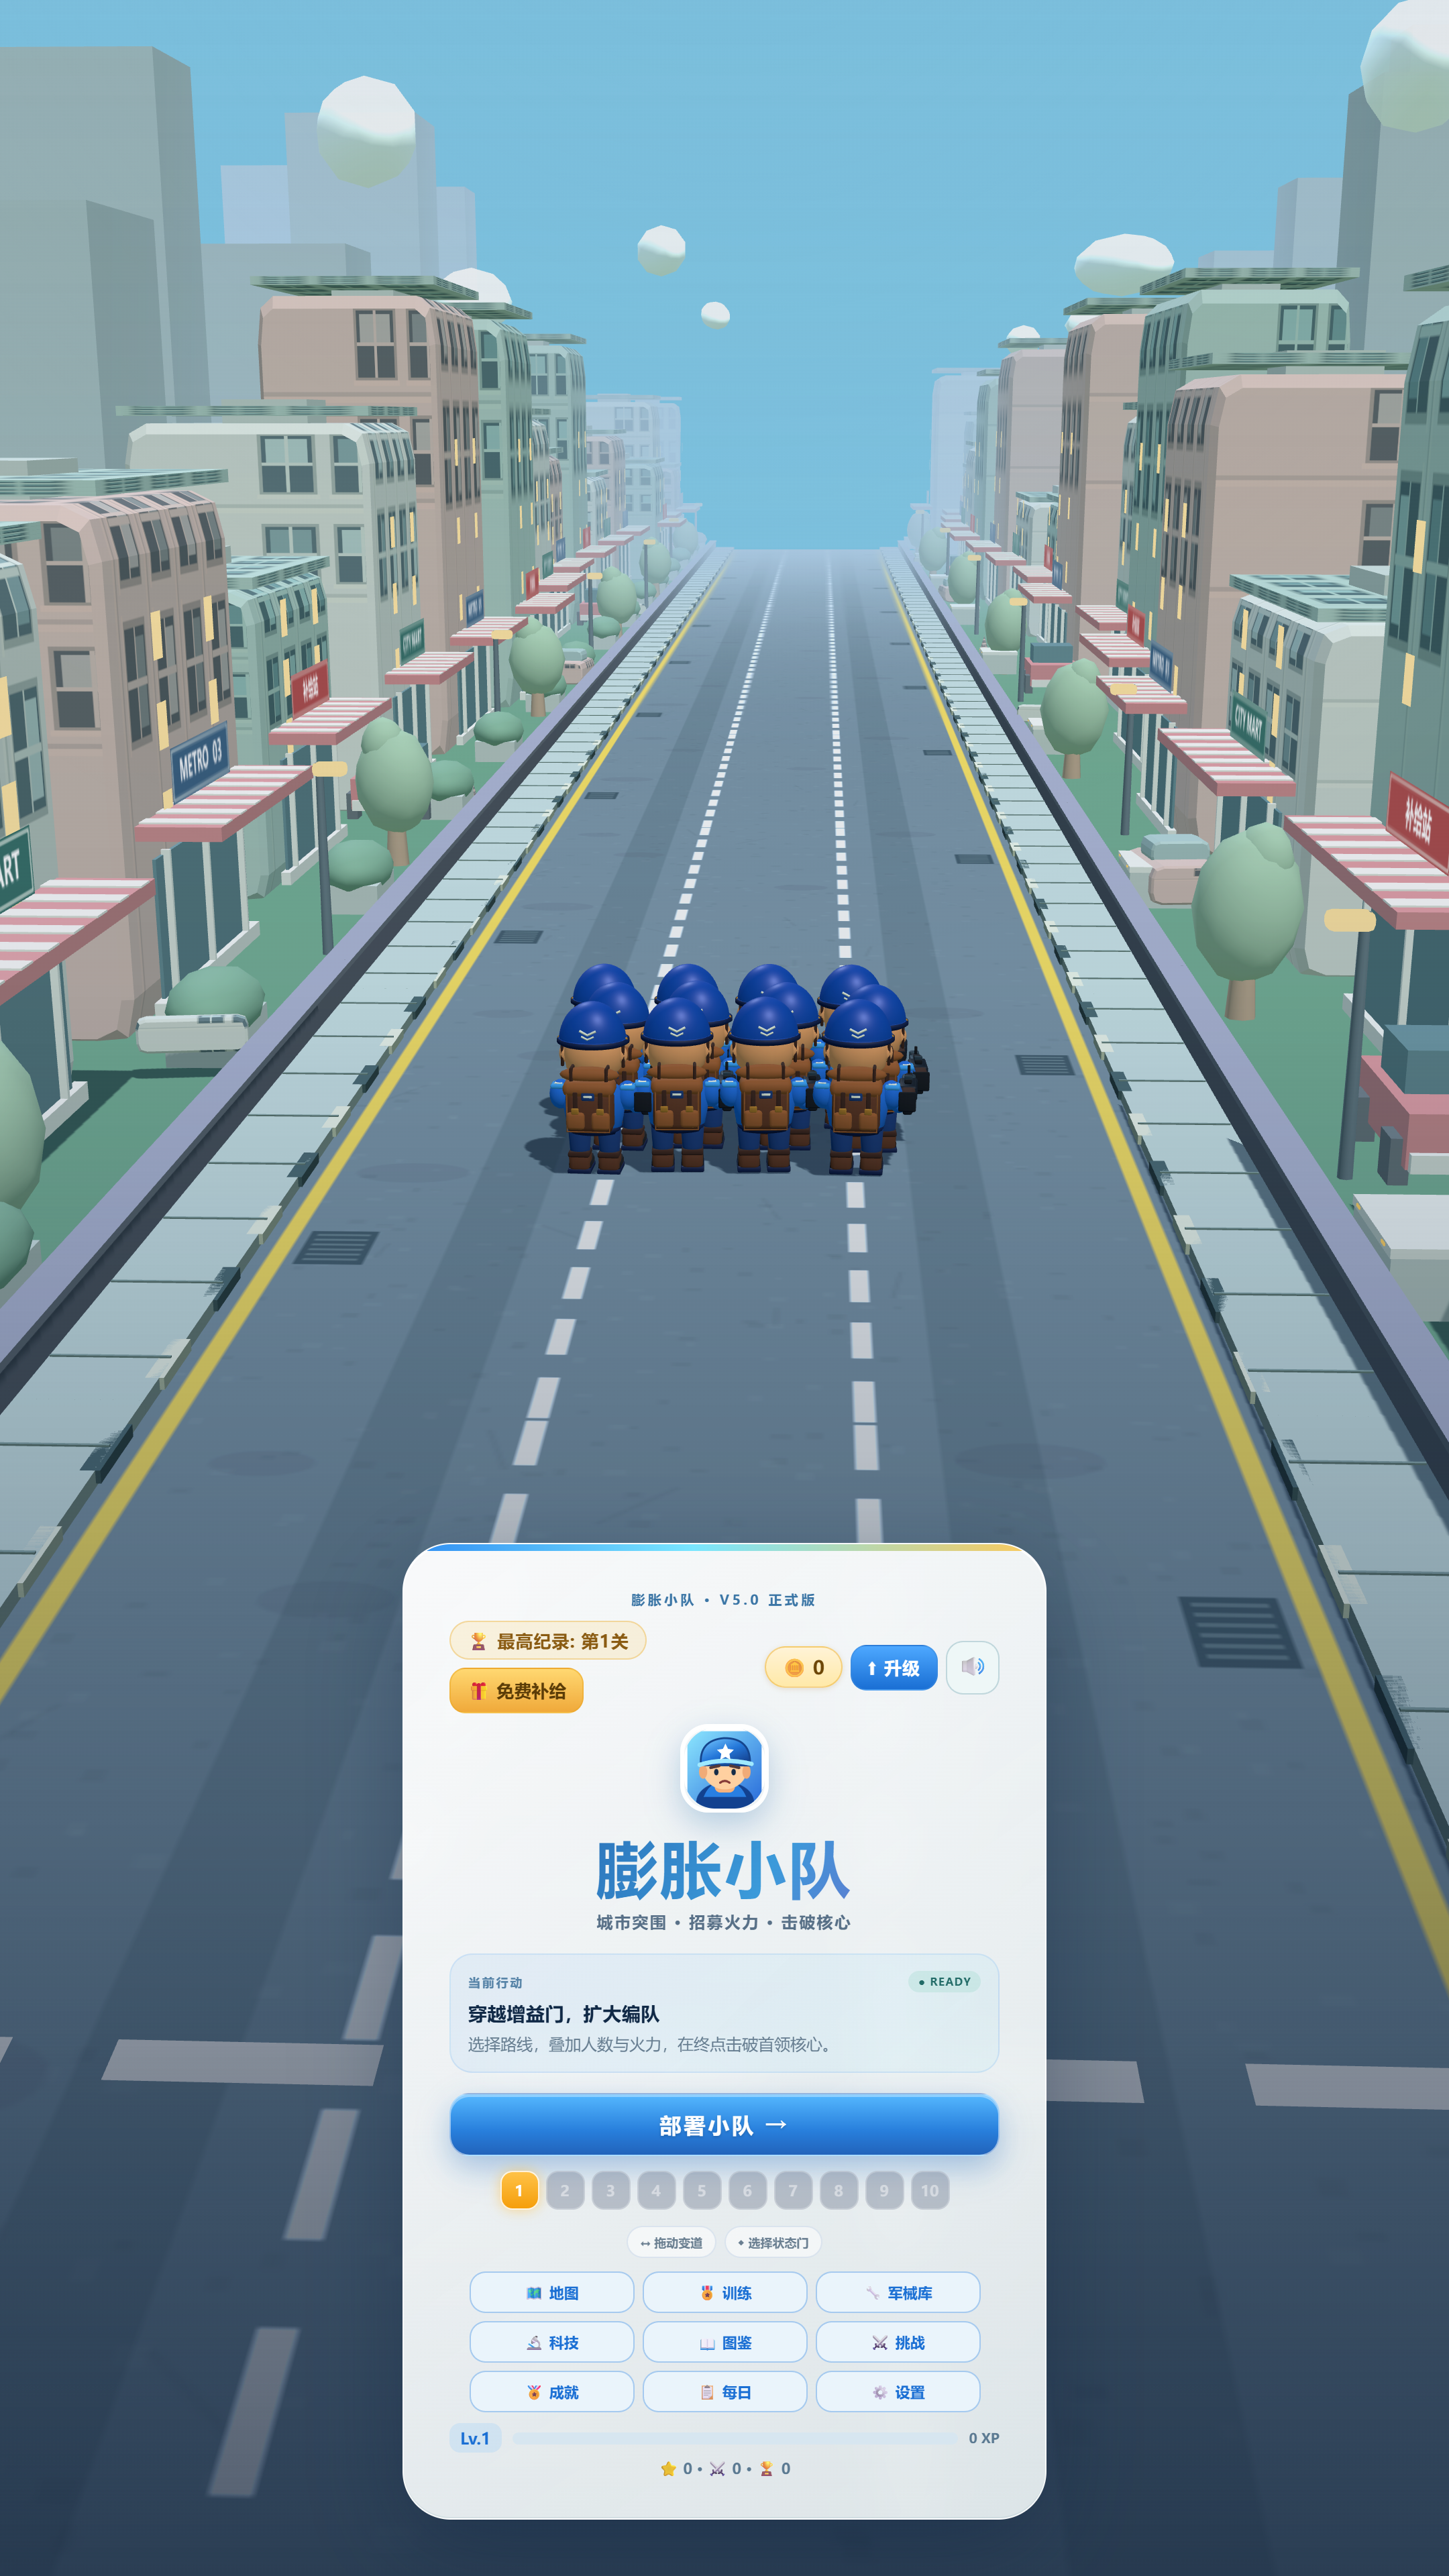 补给站
METRO 03
ART
CITY MART
METRO 03
CITY MART
补给站
膨胀小队 • V5.0 正式版
最高纪录: 第1关
免费补给
0
⬆ 升级
膨胀小队
城市突围 • 招募火力 • 击破核心
当前行动
● READY
穿越增益门，扩大编队
选择路线，叠加人数与火力，在终点击破首领核心。
部署小队 →
1 2 3 4 5 6 7 8 9 10
↔ 拖动变道
◆ 选择状态门
地图
训练
军械库
科技
图鉴
挑战
成就
每日
设置
Lv.1
0 XP
0 • 0 • 0